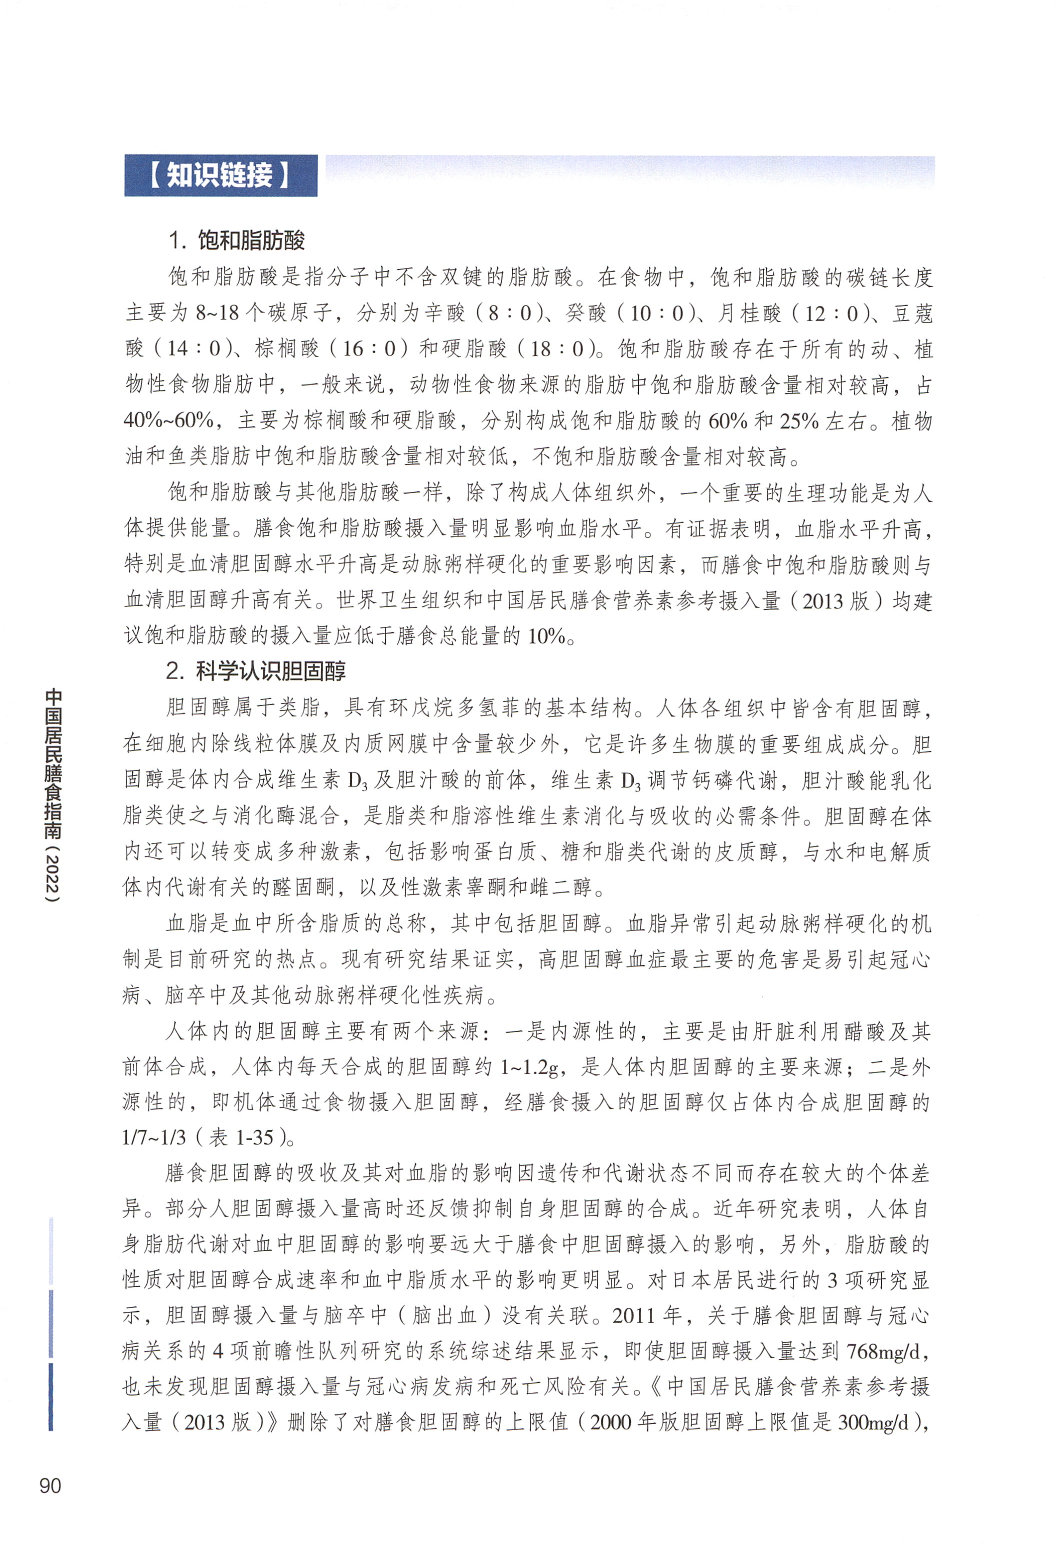 【知识链接】
1. 饱和脂肪酸
饱和脂肪酸是指分子中不含双键的脂肪酸。在食物中，饱和脂肪酸的碳链长度
主要为 8~18 个碳原子，分别为辛酸（8∶0）、癸酸（10∶0）、月桂酸（12∶0）、豆蔻
酸（14∶0）、棕榈酸（16∶0）和硬脂酸（18∶0）。饱和脂肪酸存在于所有的动、植
物性食物脂肪中，一般来说，动物性食物来源的脂肪中饱和脂肪酸含量相对较高，占
40%~60%，主要为棕榈酸和硬脂酸，分别构成饱和脂肪酸的 60% 和 25% 左右。植物
油和鱼类脂肪中饱和脂肪酸含量相对较低，不饱和脂肪酸含量相对较高。
饱和脂肪酸与其他脂肪酸一样，除了构成人体组织外，一个重要的生理功能是为人
体提供能量。膳食饱和脂肪酸摄入量明显影响血脂水平。有证据表明，血脂水平升高，
特别是血清胆固醇水平升高是动脉粥样硬化的重要影响因素，而膳食中饱和脂肪酸则与
血清胆固醇升高有关。世界卫生组织和中国居民膳食营养素参考摄入量（2013 版）均建
议饱和脂肪酸的摄入量应低于膳食总能量的 10%。
2. 科学认识胆固醇
胆固醇属于类脂，具有环戊烷多氢菲的基本结构。人体各组织中皆含有胆固醇，
在细胞内除线粒体膜及内质网膜中含量较少外，它是许多生物膜的重要组成成分。胆
固醇是体内合成维生素 D₃ 及胆汁酸的前体，维生素 D₃ 调节钙磷代谢，胆汁酸能乳化
脂类使之与消化酶混合，是脂类和脂溶性维生素消化与吸收的必需条件。胆固醇在体
内还可以转变成多种激素，包括影响蛋白质、糖和脂类代谢的皮质醇，与水和电解质
体内代谢有关的醛固酮，以及性激素睾酮和雌二醇。
血脂是血中所含脂质的总称，其中包括胆固醇。血脂异常引起动脉粥样硬化的机
制是目前研究的热点。现有研究结果证实，高胆固醇血症最主要的危害是易引起冠心
病、脑卒中及其他动脉粥样硬化性疾病。
人体内的胆固醇主要有两个来源：一是内源性的，主要是由肝脏利用醋酸及其
前体合成，人体内每天合成的胆固醇约 1~1.2g，是人体内胆固醇的主要来源；二是外
源性的，即机体通过食物摄入胆固醇，经膳食摄入的胆固醇仅占体内合成胆固醇的
1/7~1/3（表 1-35）。
膳食胆固醇的吸收及其对血脂的影响因遗传和代谢状态不同而存在较大的个体差
异。部分人胆固醇摄入量高时还反馈抑制自身胆固醇的合成。近年研究表明，人体自
身脂肪代谢对血中胆固醇的影响要远大于膳食中胆固醇摄入的影响，另外，脂肪酸的
性质对胆固醇合成速率和血中脂质水平的影响更明显。对日本居民进行的 3 项研究显
示，胆固醇摄入量与脑卒中（脑出血）没有关联。2011 年，关于膳食胆固醇与冠心
病关系的 4 项前瞻性队列研究的系统综述结果显示，即使胆固醇摄入量达到 768mg/d，
也未发现胆固醇摄入量与冠心病发病和死亡风险有关。《中国居民膳食营养素参考摄
入量（2013 版）》删除了对膳食胆固醇的上限值（2000 年版胆固醇上限值是 300mg/d），
中国居民膳食指南（2022）
90